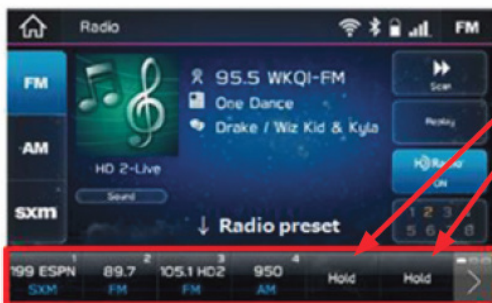 Radio FM
FM
AM
sxm
95.5 WKQI-FM
One Dance
Drake / Wiz Kid & Kyla
HD 2-Live
Sound
Scan
Replay
HD Radio
ON
1 2 3 4
5 6 7 8
↓ Radio preset
1 2 3 4
199 ESPN 89.7 105.1 HD2 950 Hold Hold
SXM FM FM AM